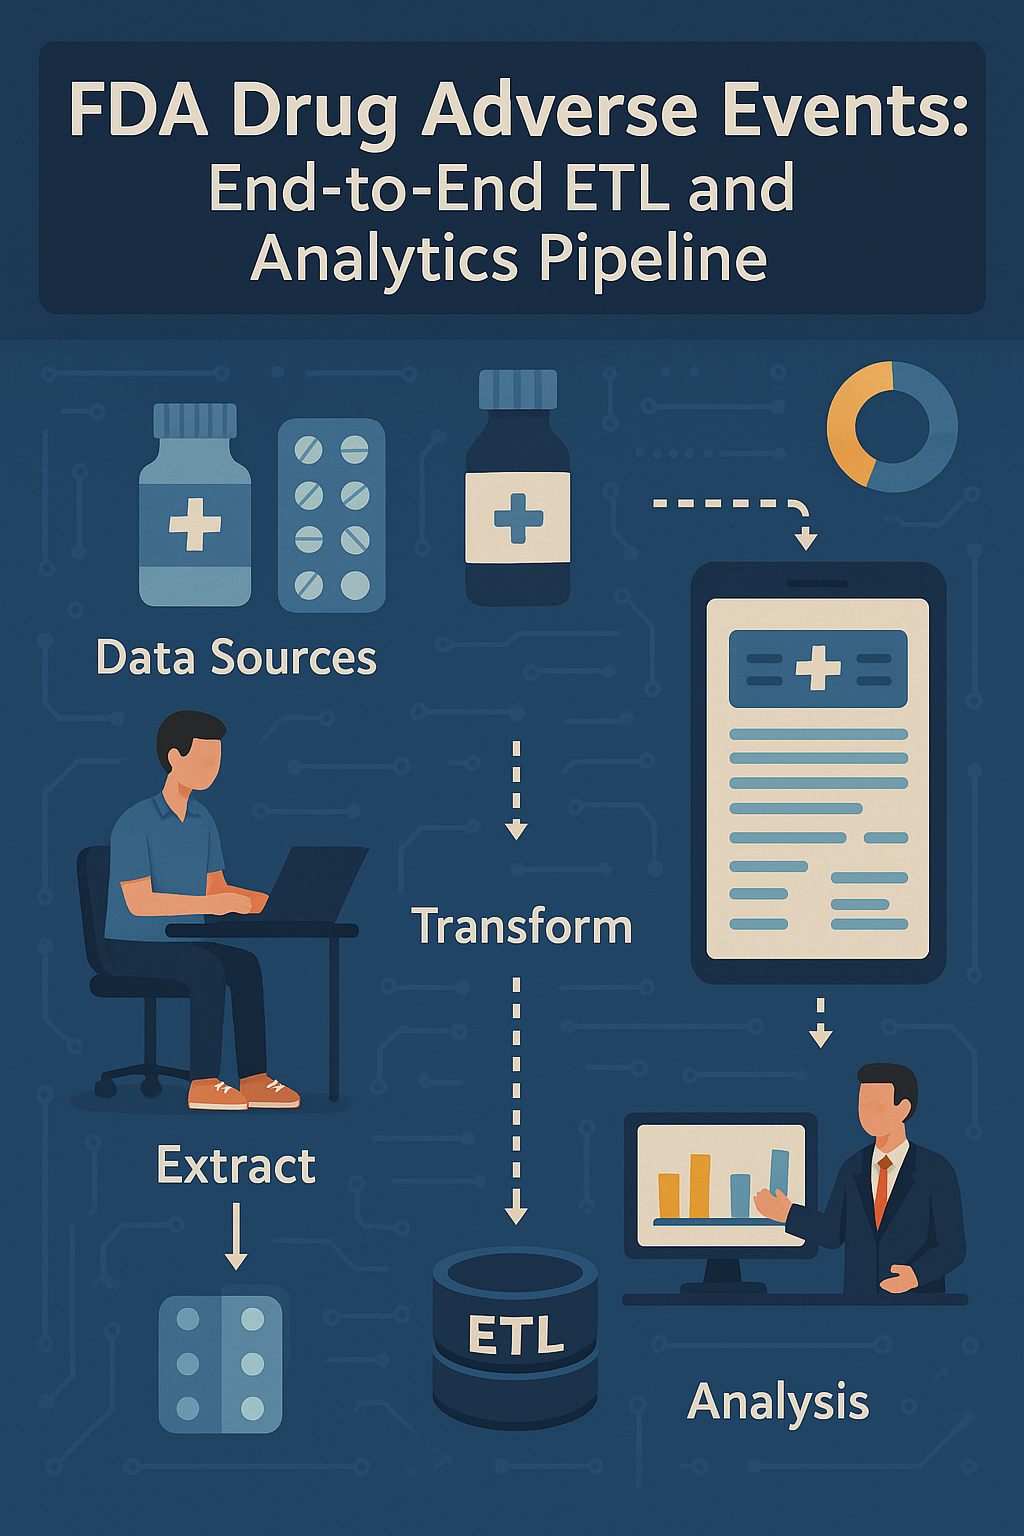 FDA Drug Adverse Events:
End-to-End ETL and
Analytics Pipeline
Data Sources
Transform
Extract
ETL
Analysis